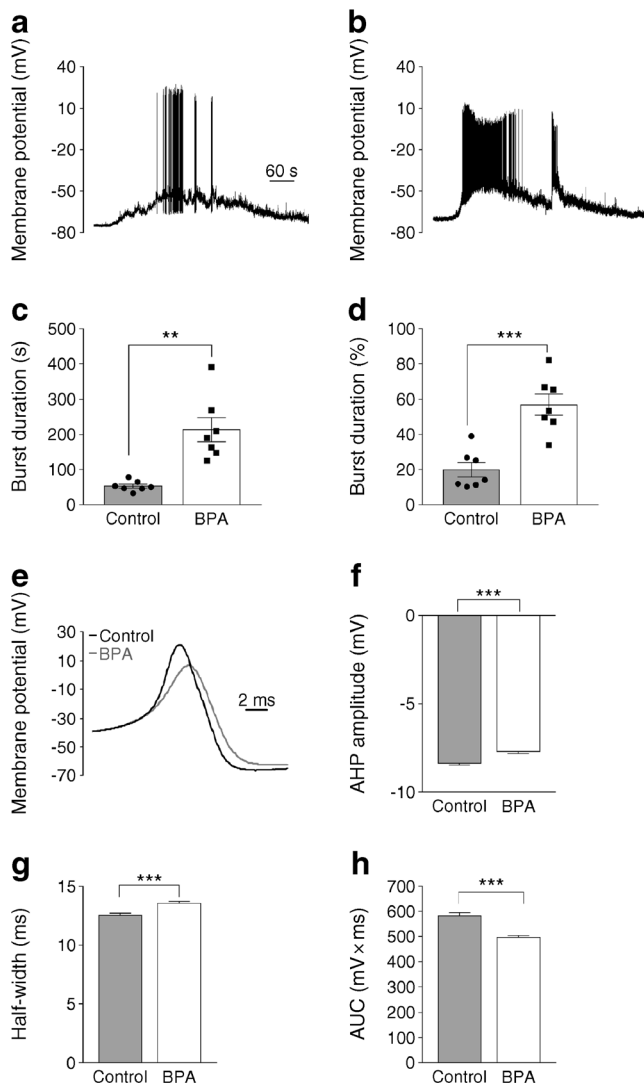 a
Membrane potential (mV)
40
10
-20
-50
-80
60 s
b
Membrane potential (mV)
40
10
-20
-50
-80
c
Burst duration (s)
500
400
300
200
100
0
**
Control
BPA
d
Burst duration (%)
100
80
60
40
20
0
***
Control
BPA
e
Membrane potential (mV)
30
10
-10
-30
-50
-70
Control
BPA
2 ms
f
AHP amplitude (mV)
0
-5
-10
***
Control
BPA
g
Half-width (ms)
15
10
5
0
***
Control
BPA
h
AUC (mV×ms)
700
600
500
400
300
200
100
0
***
Control
BPA